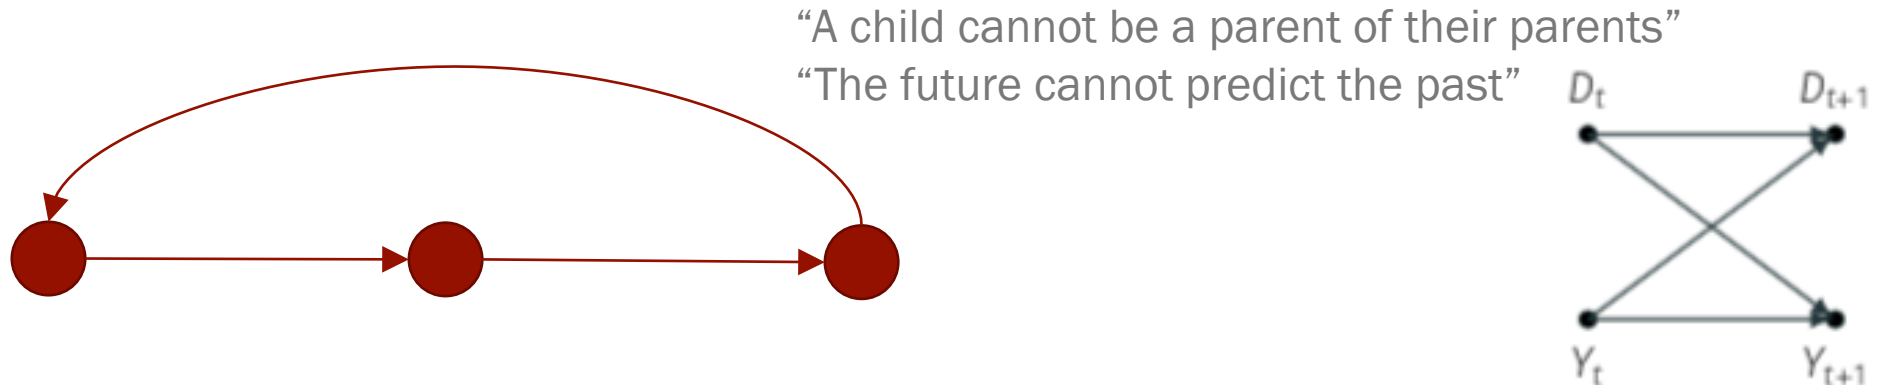 “A child cannot be a parent of their parents”
“The future cannot predict the past”
Dₜ Dₜ₊₁
Yₜ Yₜ₊₁